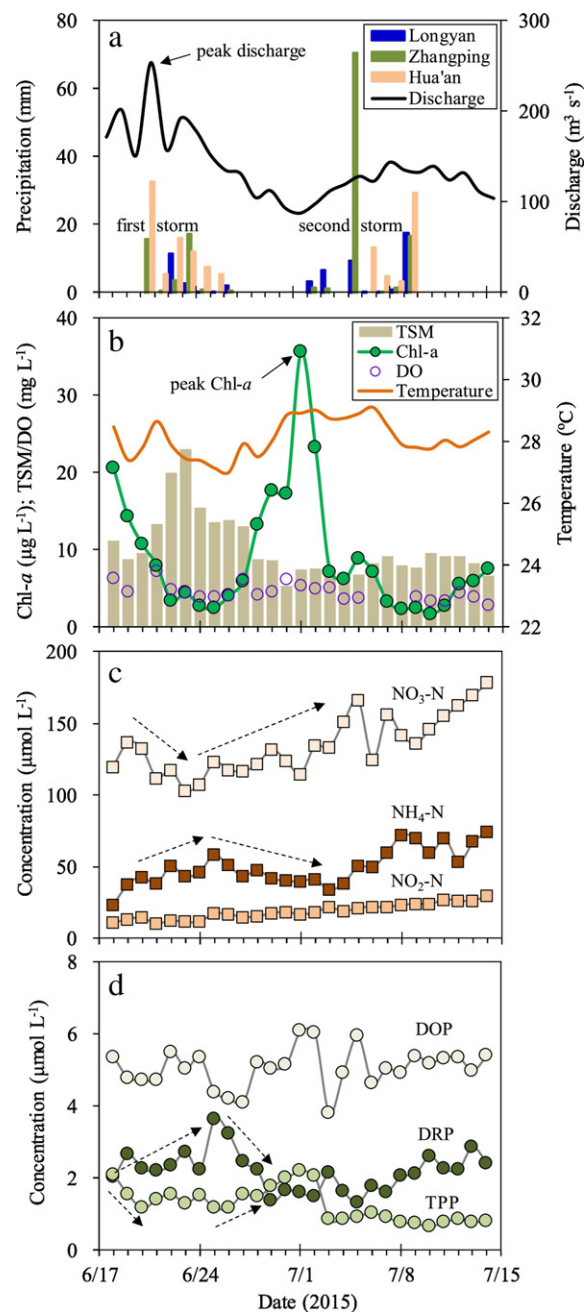 a
peak discharge
Longyan
Zhangping
Hua'an
Discharge
first storm
second storm
Precipitation (mm)
80
60
40
20
0
Discharge (m³ s⁻¹)
300
200
100
0
b
peak Chl-a
TSM
Chl-a
DO
Temperature
Chl-a (µg L⁻¹); TSM/DO (mg L⁻¹)
40
30
20
10
0
Temperature (°C)
32
30
28
26
24
22
c
NO₃-N
NH₄-N
NO₂-N
Concentration (µmol L⁻¹)
200
150
100
50
0
d
DOP
DRP
TPP
Concentration (µmol L⁻¹)
8
6
4
2
0
6/17 6/24 7/1 7/8 7/15
Date (2015)